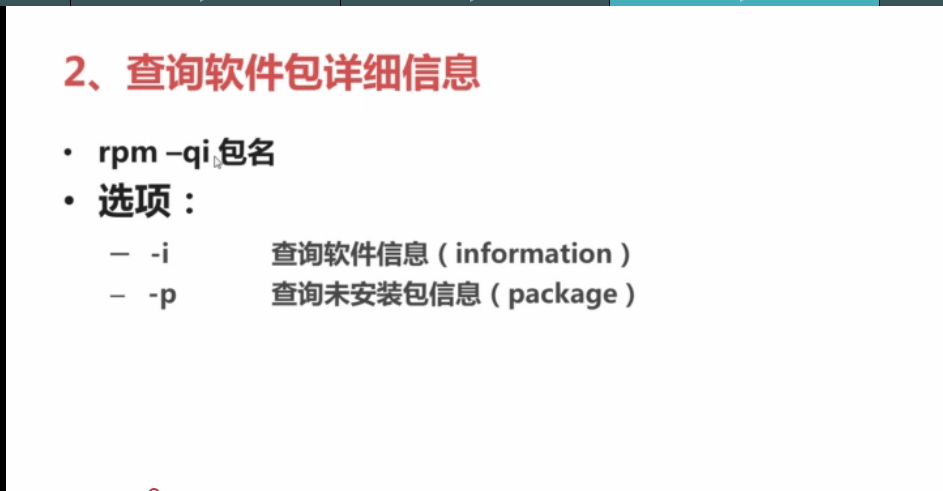 2、查询软件包详细信息
• rpm –qi 包名
• 选项：
– -i 查询软件信息（information）
– -p 查询未安装包信息（package）